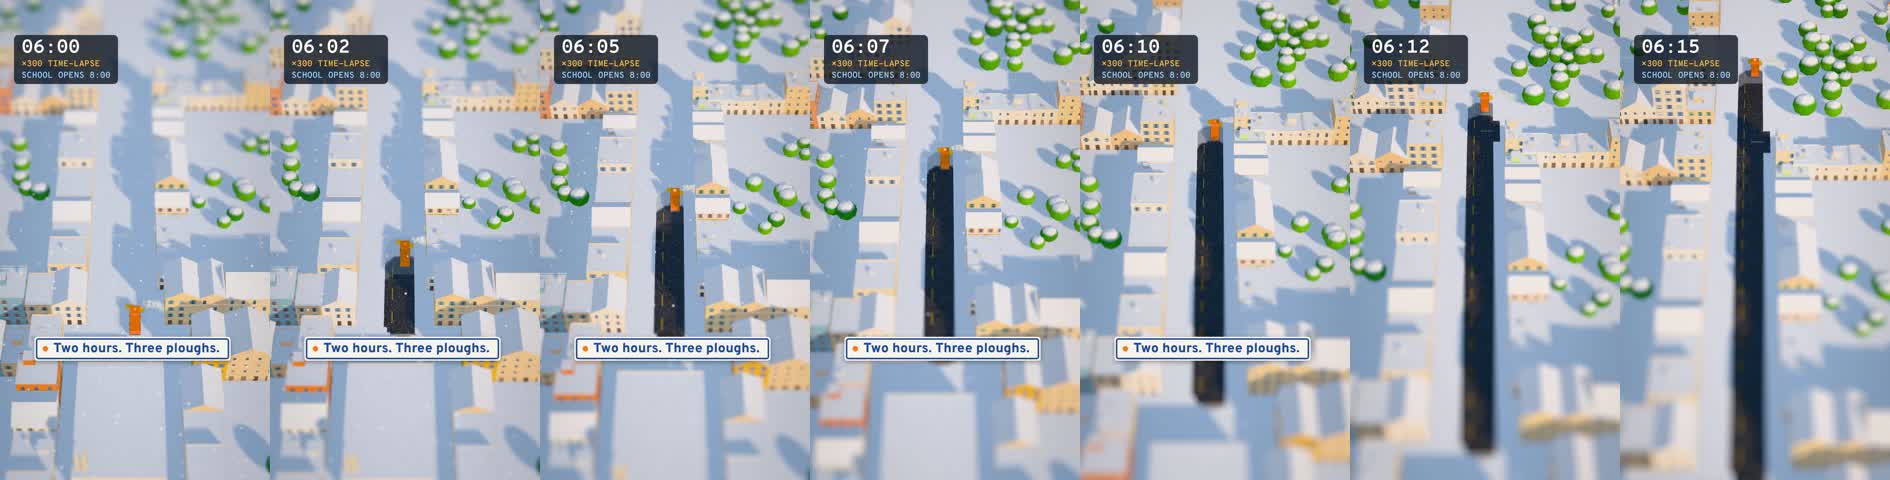 06:00
×300 TIME-LAPSE
SCHOOL OPENS 8:00
Two hours. Three ploughs.
06:02
×300 TIME-LAPSE
SCHOOL OPENS 8:00
Two hours. Three ploughs.
06:05
×300 TIME-LAPSE
SCHOOL OPENS 8:00
Two hours. Three ploughs.
06:07
×300 TIME-LAPSE
SCHOOL OPENS 8:00
Two hours. Three ploughs.
06:10
×300 TIME-LAPSE
SCHOOL OPENS 8:00
Two hours. Three ploughs.
06:12
×300 TIME-LAPSE
SCHOOL OPENS 8:00
06:15
×300 TIME-LAPSE
SCHOOL OPENS 8:00